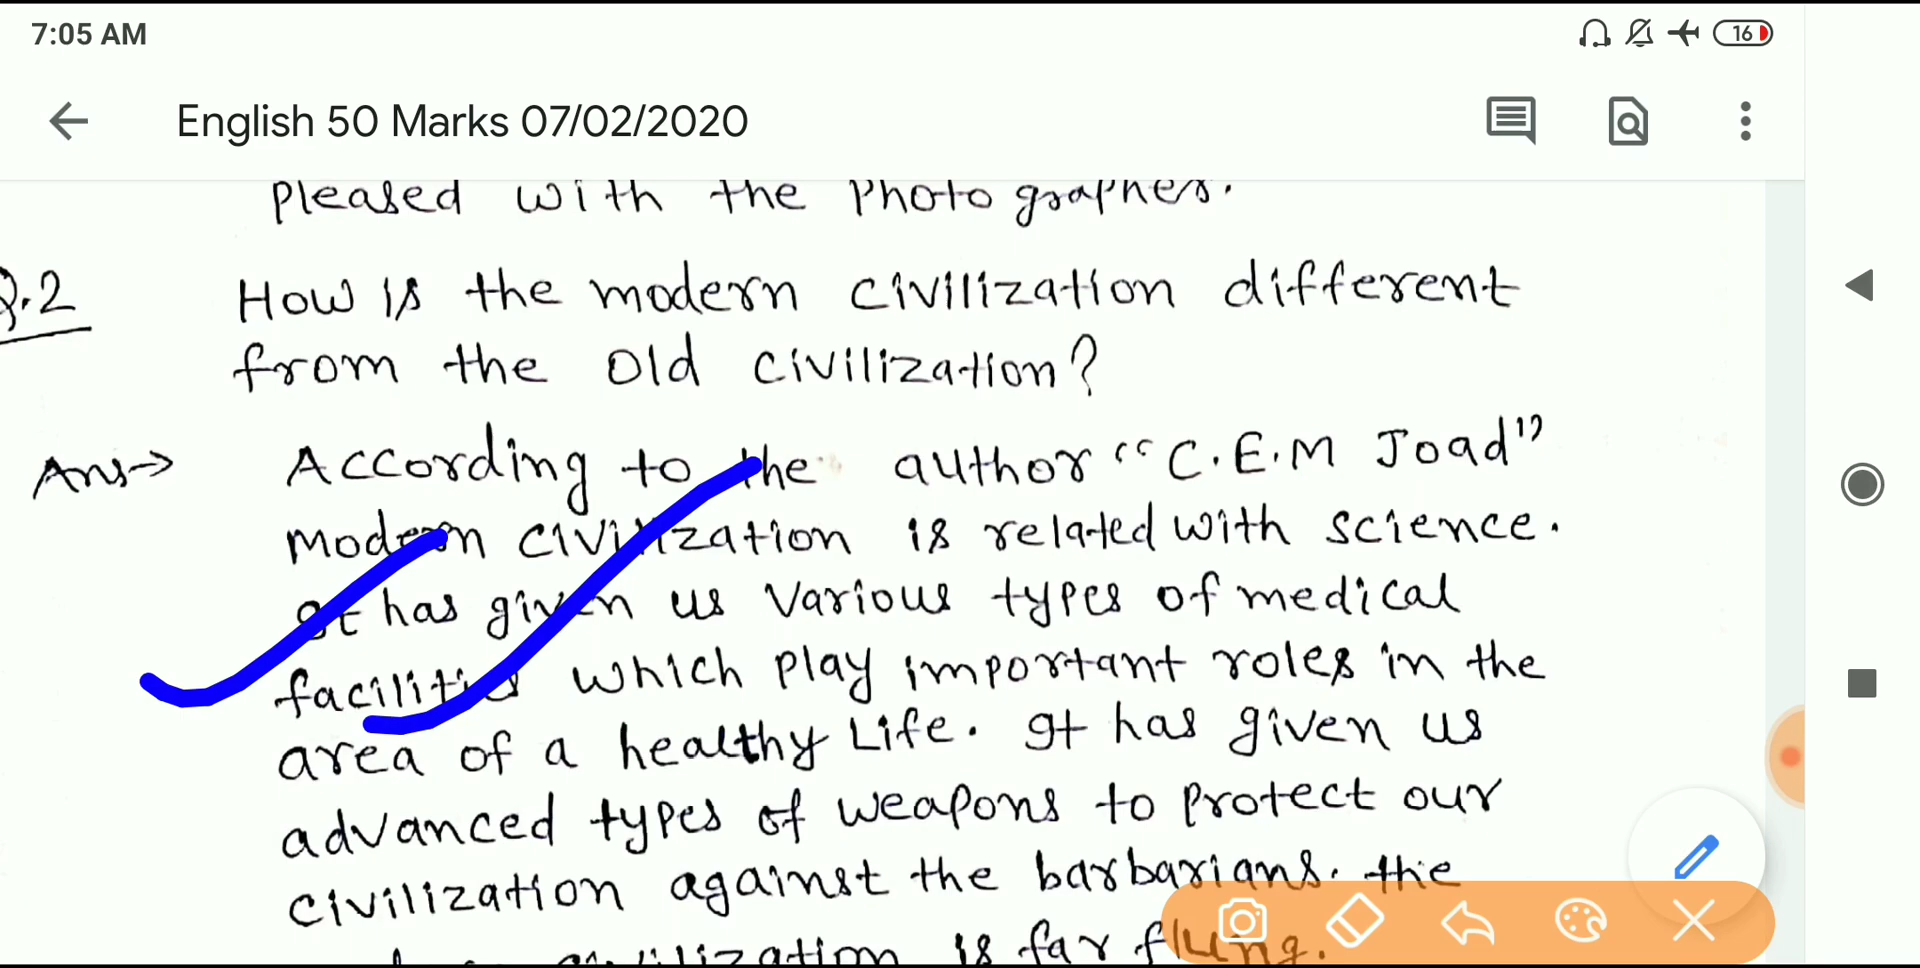 7:05 AM
16
English 50 Marks 07/02/2020
Pleased with the Photo grapher.
Q.2
How is the modern civilization different
from the old civilization?
Ans→ According to the author "C.E.M Joad"
Modern civilization is related with science.
It has given us various types of medical
facilities which play important roles in the
area of a healthy Life. It has given us
advanced types of weapons to protect our
civilization against the barbarians. the
civilization is far flung.